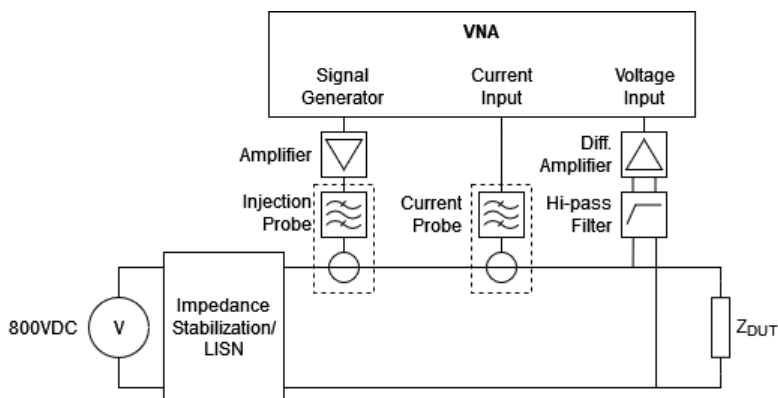 VNA
Signal
Generator
Current
Input
Voltage
Input
Amplifier
Diff.
Amplifier
Injection
Probe
Current
Probe
Hi-pass
Filter
800VDC
V
Impedance
Stabilization/
LISN
ZDUT